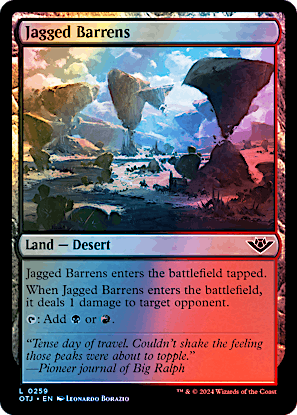 Jagged Barrens
Land — Desert
Jagged Barrens enters the battlefield tapped.
When Jagged Barrens enters the battlefield,
it deals 1 damage to target opponent.
: Add or .
“Tense day of travel. Couldn’t shake the feeling
those peaks were about to topple.”
—Pioneer journal of Big Ralph
L 0259
OTJ • EN Leonardo Borazio
™ & © 2024 Wizards of the Coast